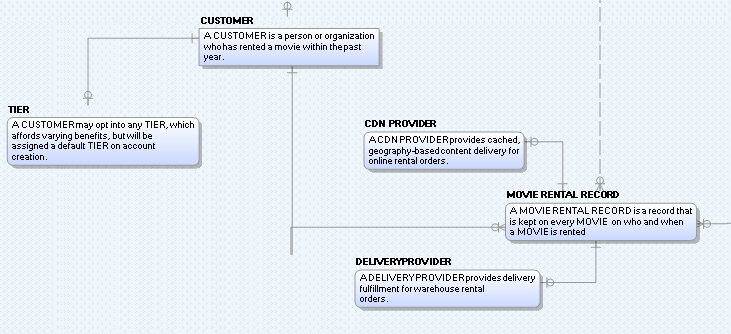 CUSTOMER
A CUSTOMER is a person or organization
who has rented a movie within the past
year.
TIER
A CUSTOMER may opt into any TIER, which
affords varying benefits, but will be
assigned a default TIER on account
creation.
CDN PROVIDER
A CDN PROVIDER provides cached,
geography-based content delivery for
online rental orders.
MOVIE RENTAL RECORD
A MOVIE RENTAL RECORD is a record that
is kept on every MOVIE on who and when
a MOVIE is rented
DELIVERYPROVIDER
A DELIVERY PROVIDER provides delivery
fulfillment for warehouse rental
orders.